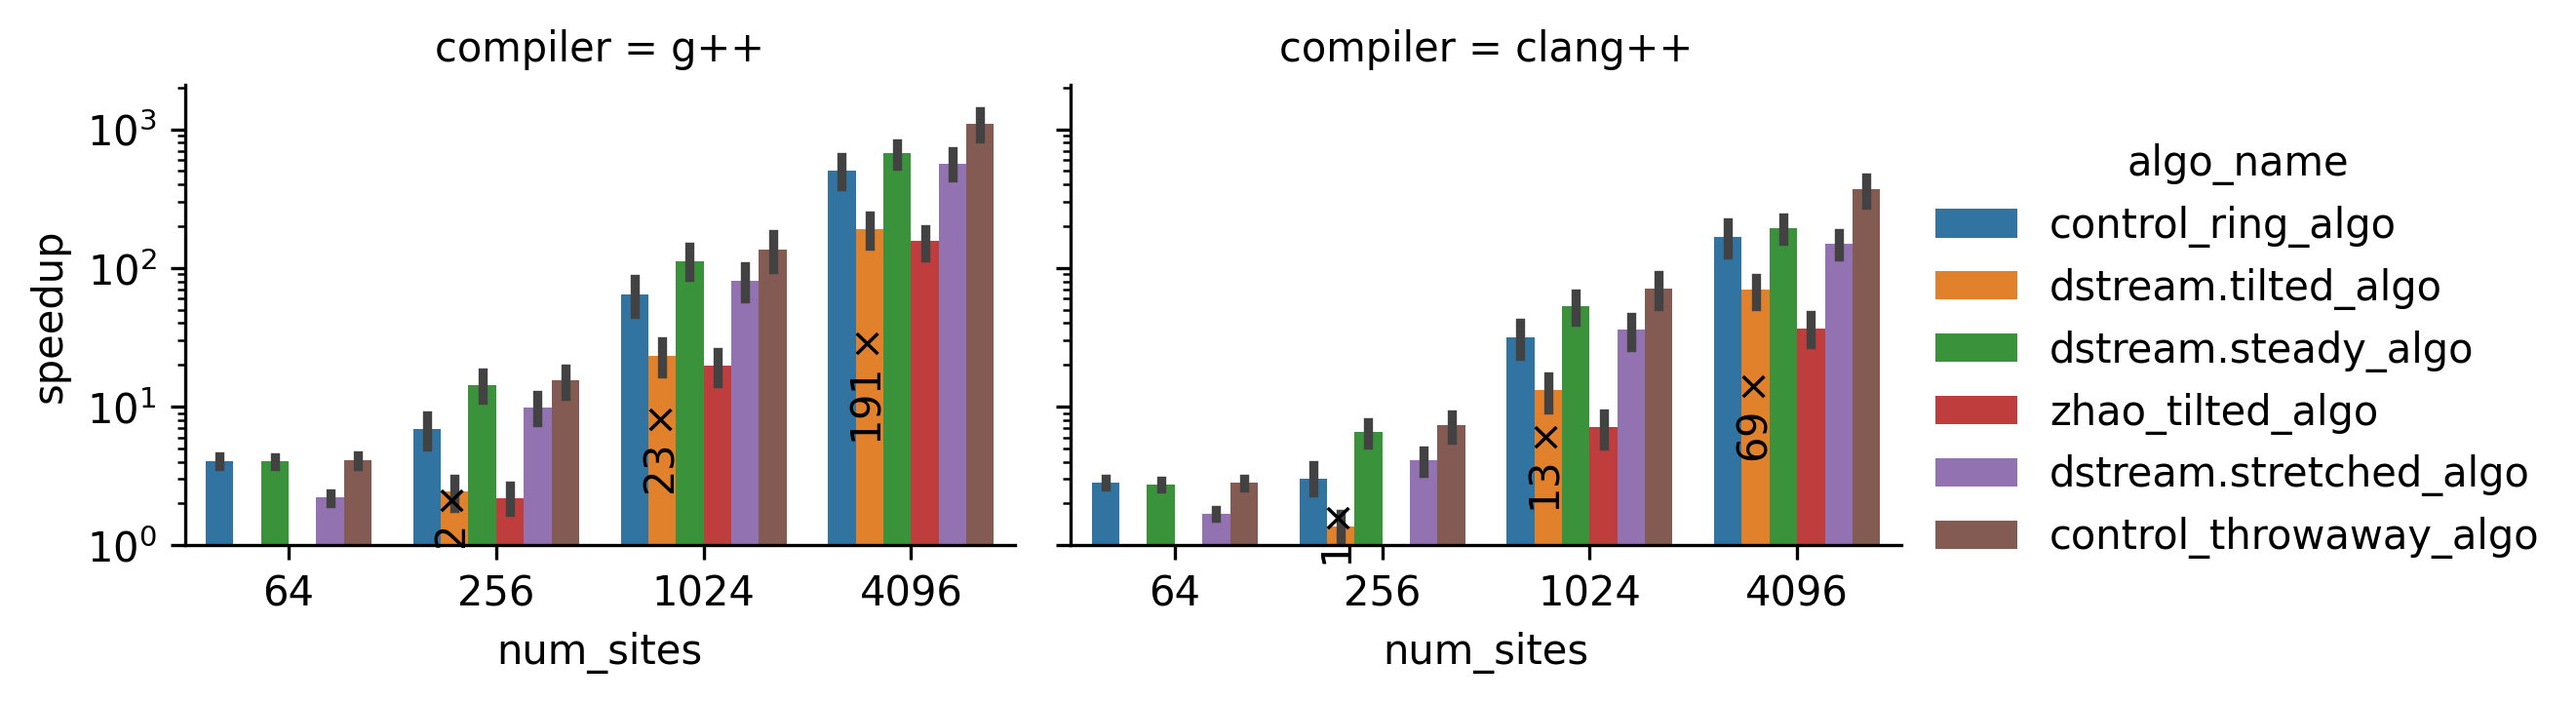 compiler = g++
compiler = clang++
speedup
10³
10²
10¹
10⁰
2 ×
23 ×
191 ×
1 ×
13 ×
69 ×
64 256 1024 4096
64 256 1024 4096
num_sites
num_sites
algo_name
control_ring_algo
dstream.tilted_algo
dstream.steady_algo
zhao_tilted_algo
dstream.stretched_algo
control_throwaway_algo